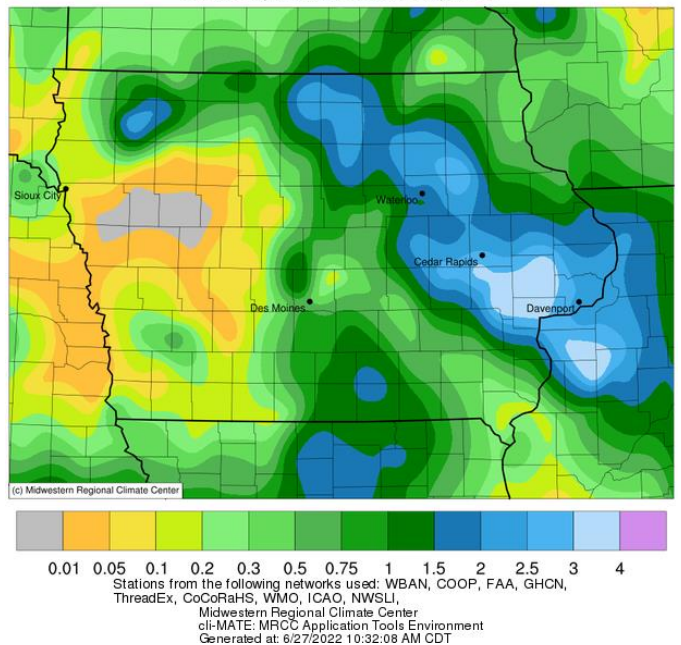 Sioux City
Waterloo
Cedar Rapids
Des Moines
Davenport
(c) Midwestern Regional Climate Center
0.01 0.05 0.1 0.2 0.3 0.5 0.75 1 1.5 2 2.5 3 4
Stations from the following networks used: WBAN, COOP, FAA, GHCN,
ThreadEx, CoCoRaHS, WMO, ICAO, NWSLI,
Midwestern Regional Climate Center
cli-MATE: MRCC Application Tools Environment
Generated at: 6/27/2022 10:32:08 AM CDT